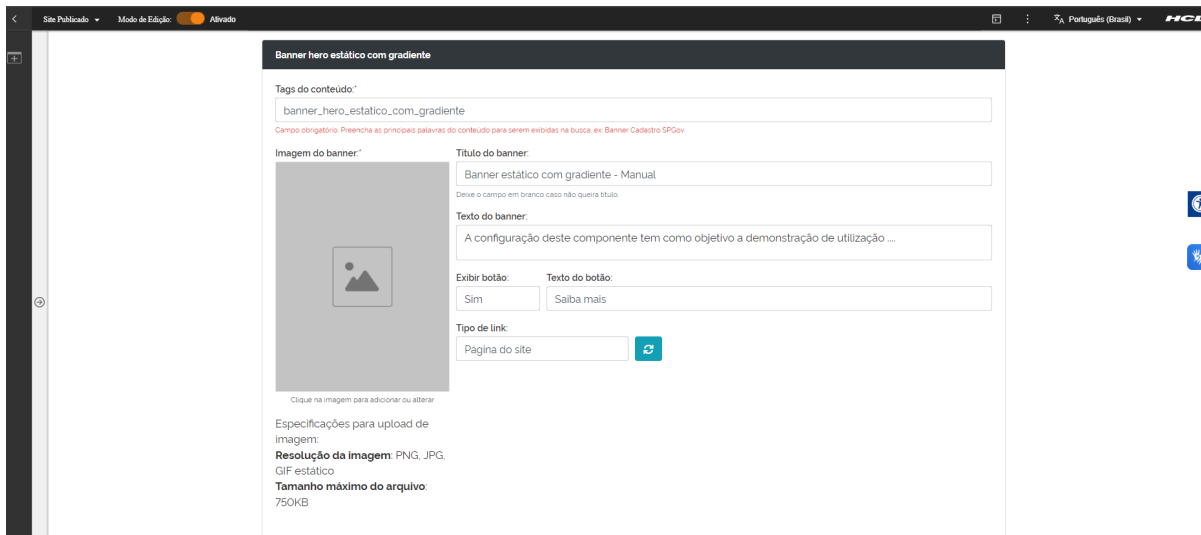 Site Publicado
Modo de Edição:
Ativado
Português (Brasil)
Banner hero estático com gradiente
Tags do conteúdo:*
banner_hero_estatico_com_gradiente
Campo obrigatório. Preencha as principais palavras do conteúdo para serem exibidas na busca, ex: Banner Cadastro SPGov
Imagem do banner:*
Título do banner:
Banner estático com gradiente - Manual
Deixe o campo em branco caso não queira título.
Texto do banner:
A configuração deste componente tem como objetivo a demonstração de utilização ....
Exibir botão:
Texto do botão:
Sim
Saiba mais
Tipo de link:
Página do site
Clique na imagem para adicionar ou alterar
Especificações para upload de
imagem:
Resolução da imagem: PNG, JPG,
GIF estático
Tamanho máximo do arquivo:
750KB